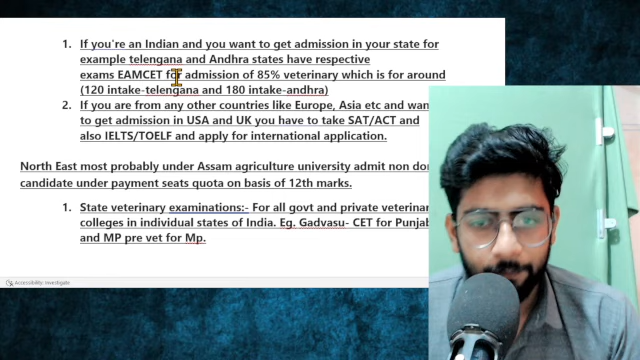 1. If you're an Indian and you want to get admission in your state for
example telengana and Andhra states have respective
exams EAMCET for admission of 85% veterinary which is for around
(120 intake-telengana and 180 intake-andhra)
2. If you are from any other countries like Europe, Asia etc and wan
to get admission in USA and UK you have to take SAT/ACT and
also IELTS/TOELF and apply for international application.
North East most probably under Assam agriculture university admit non do
candidate under payment seats quota on basis of 12th marks.
1. State veterinary examinations:- For all govt and private veterinar
colleges in individual states of India. Eg. Gadvasu- CET for Punjab
and MP pre vet for Mp.
Accessibility: Investigate